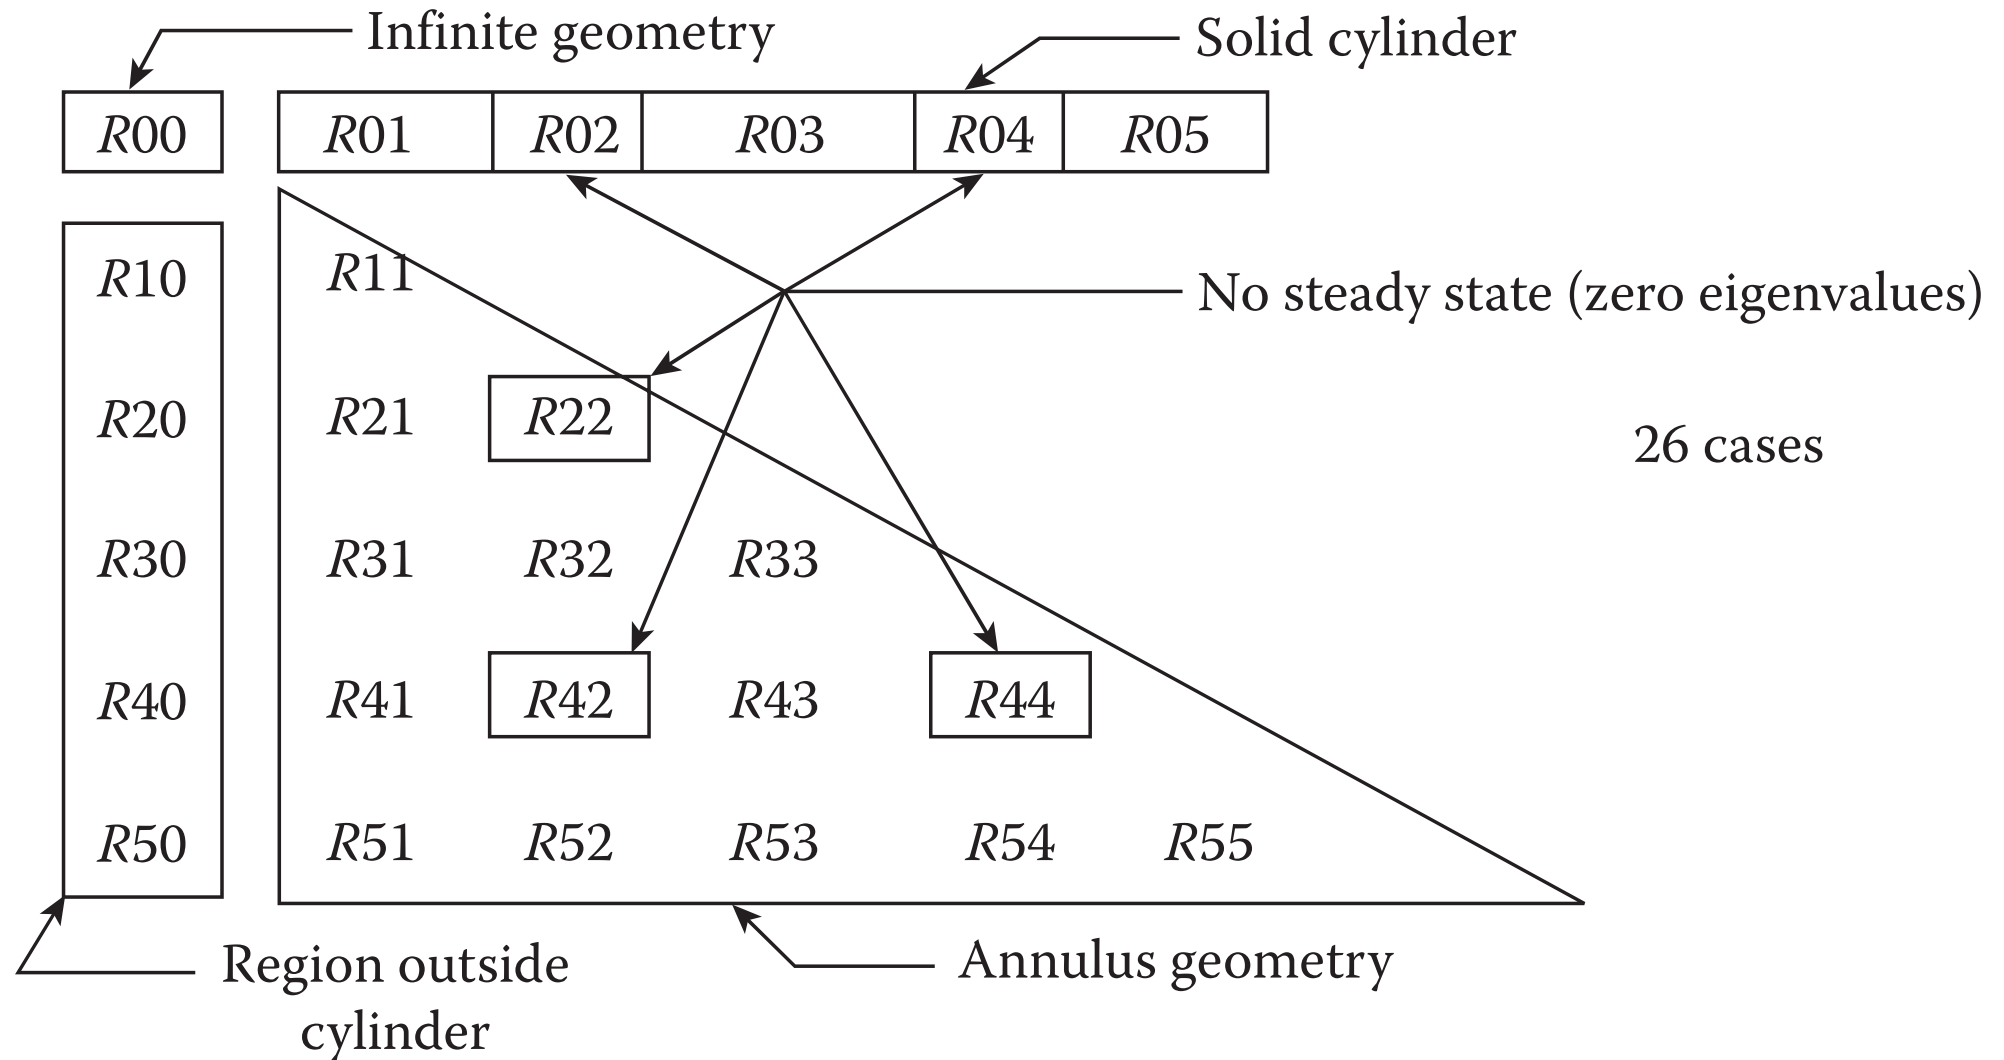 Infinite geometry
Solid cylinder
R00 R01 R02 R03 R04 R05
R10 R11
No steady state (zero eigenvalues)
R20 R21 R22
26 cases
R30 R31 R32 R33
R40 R41 R42 R43 R44
R50 R51 R52 R53 R54 R55
Region outside
cylinder
Annulus geometry